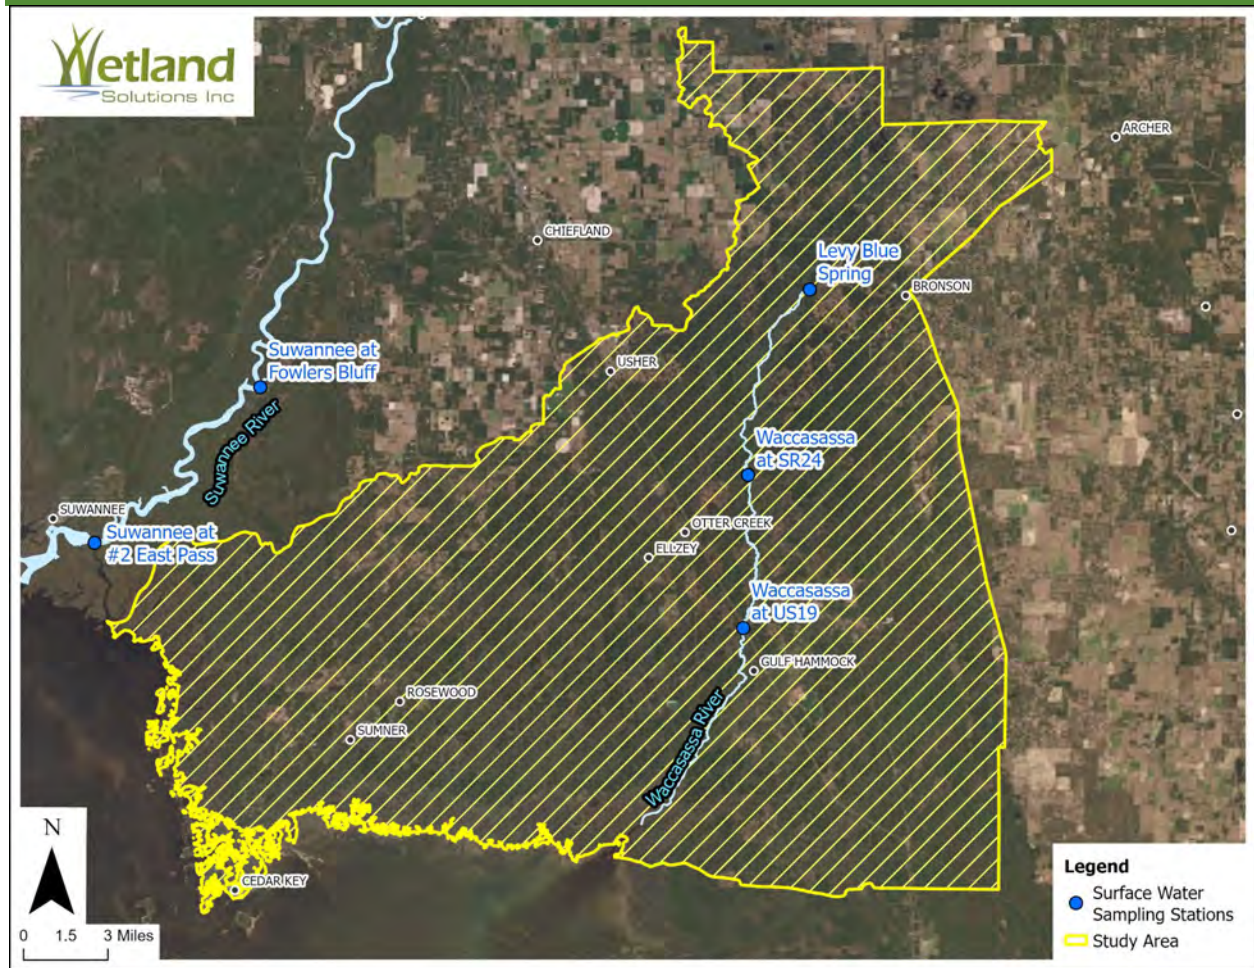 Wetland
Solutions Inc
ARCHER
CHIEFLAND
Levy Blue
Spring
BRONSON
Suwannee at
Fowlers Bluff
USHER
Suwannee River
Waccasassa
at SR24
SUWANNEE
Suwannee at
#2 East Pass
OTTER CREEK
ELLZEY
Waccasassa
at US19
GULF HAMMOCK
ROSEWOOD
SUMNER
Waccasassa River
CEDAR KEY
N
0 1.5 3 Miles
Legend
Surface Water
Sampling Stations
Study Area